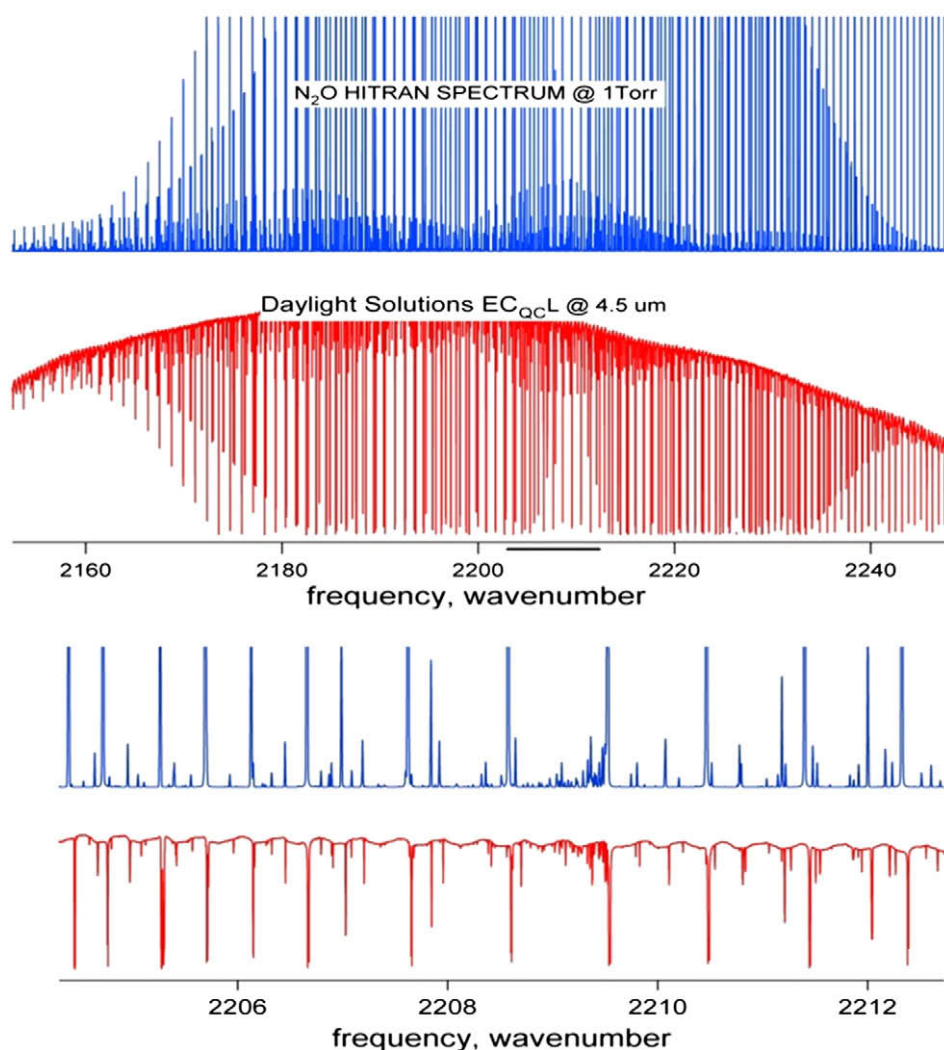 N₂O HITRAN SPECTRUM @ 1Torr
Daylight Solutions EC_QCL @ 4.5 um
2160 2180 2200 2220 2240
frequency, wavenumber
2206 2208 2210 2212
frequency, wavenumber